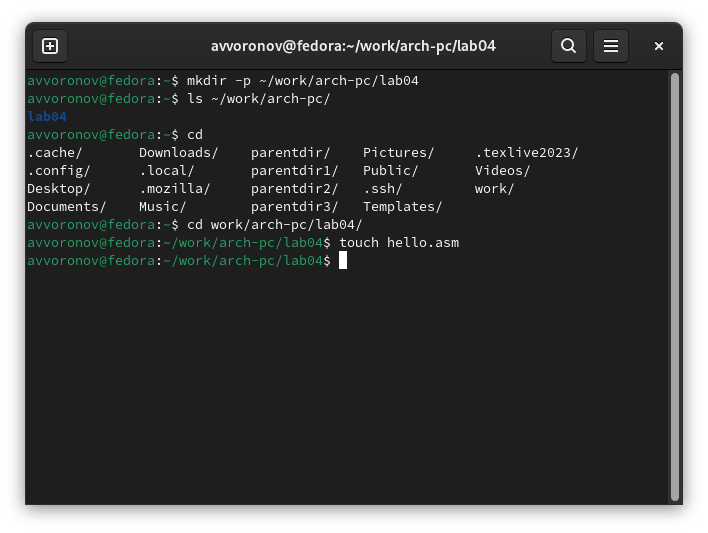 avvoronov@fedora:~/work/arch-pc/lab04
avvoronov@fedora:~$ mkdir -p ~/work/arch-pc/lab04
avvoronov@fedora:~$ ls ~/work/arch-pc/
lab04
avvoronov@fedora:~$ cd
.cache/ Downloads/ parentdir/ Pictures/ .texlive2023/
.config/ .local/ parentdir1/ Public/ Videos/
Desktop/ .mozilla/ parentdir2/ .ssh/ work/
Documents/ Music/ parentdir3/ Templates/
avvoronov@fedora:~$ cd work/arch-pc/lab04/
avvoronov@fedora:~/work/arch-pc/lab04$ touch hello.asm
avvoronov@fedora:~/work/arch-pc/lab04$